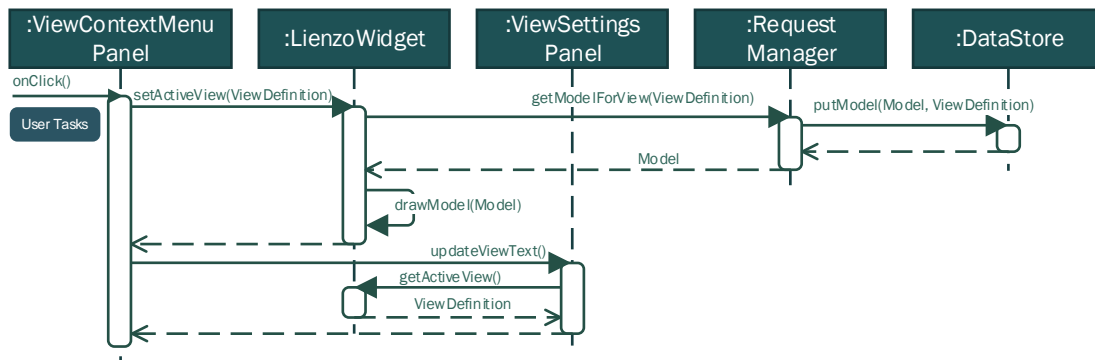 :ViewContextMenu
Panel
:LienzoWidget
:ViewSettings
Panel
:Request
Manager
:DataStore
onClick()
setActiveView(ViewDefinition)
getModelForView(ViewDefinition)
putModel(Model, ViewDefinition)
User Tasks
Model
drawModel(Model)
updateViewText()
getActiveView()
ViewDefinition